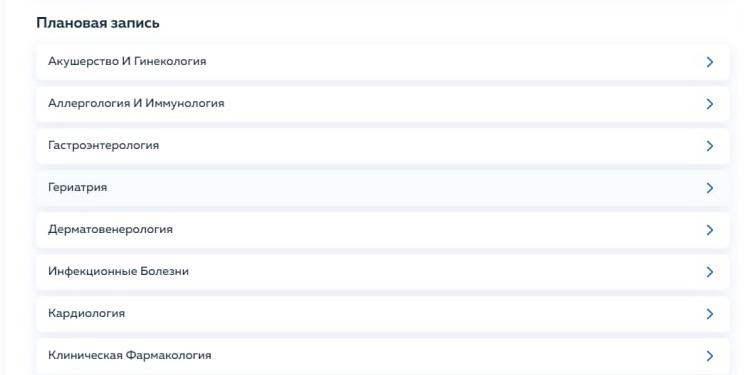 Плановая запись
Акушерство И Гинекология
Аллергология И Иммунология
Гастроэнтерология
Гериатрия
Дерматовенерология
Инфекционные Болезни
Кардиология
Клиническая Фармакология